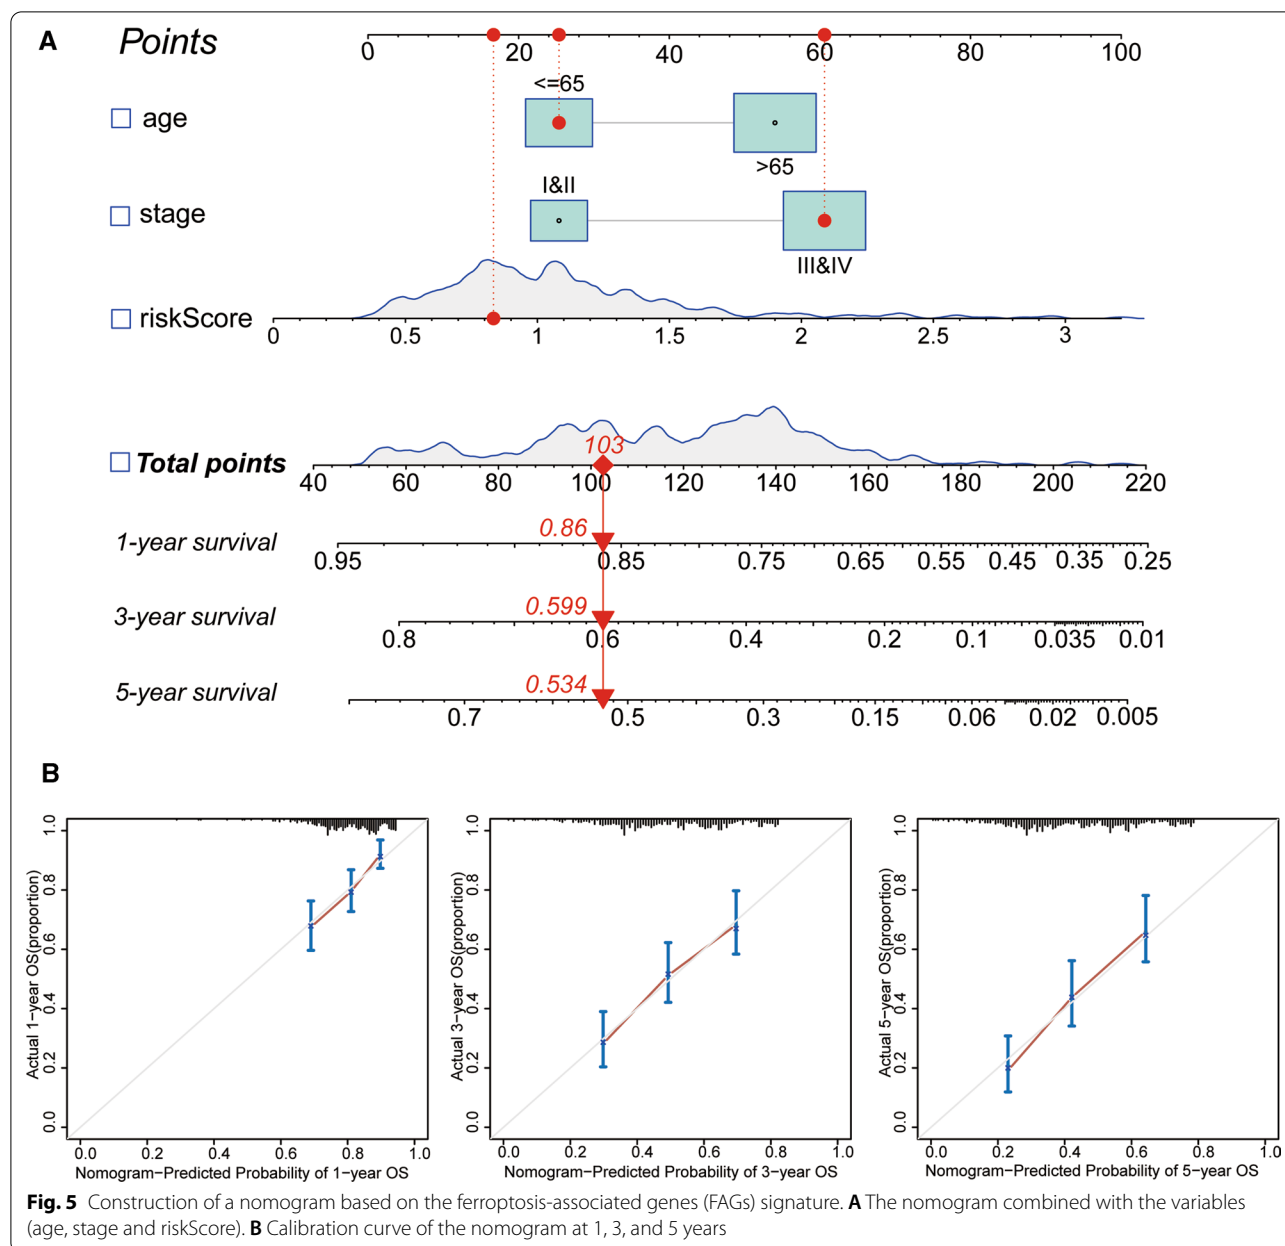 A
Points
0 20 40 60 80 100
<=65
age
>65
I&II
stage
III&IV
riskScore
0 0.5 1 1.5 2 2.5 3
103
Total points
40 60 80 100 120 140 160 180 200 220
0.86
1-year survival
0.95 0.85 0.75 0.65 0.55 0.45 0.35 0.25
0.599
3-year survival
0.8 0.6 0.4 0.2 0.1 0.035 0.01
0.534
5-year survival
0.7 0.5 0.3 0.15 0.06 0.02 0.005
B
Actual 1−year OS(proportion)
0.0 0.2 0.4 0.6 0.8 1.0
0.0 0.2 0.4 0.6 0.8 1.0
Nomogram−Predicted Probability of 1−year OS
Actual 3−year OS(proportion)
0.0 0.2 0.4 0.6 0.8 1.0
0.0 0.2 0.4 0.6 0.8 1.0
Nomogram−Predicted Probability of 3−year OS
Actual 5−year OS(proportion)
0.0 0.2 0.4 0.6 0.8 1.0
0.0 0.2 0.4 0.6 0.8 1.0
Nomogram−Predicted Probability of 5−year OS
Fig. 5 Construction of a nomogram based on the ferroptosis-associated genes (FAGs) signature. A The nomogram combined with the variables
(age, stage and riskScore). B Calibration curve of the nomogram at 1, 3, and 5 years